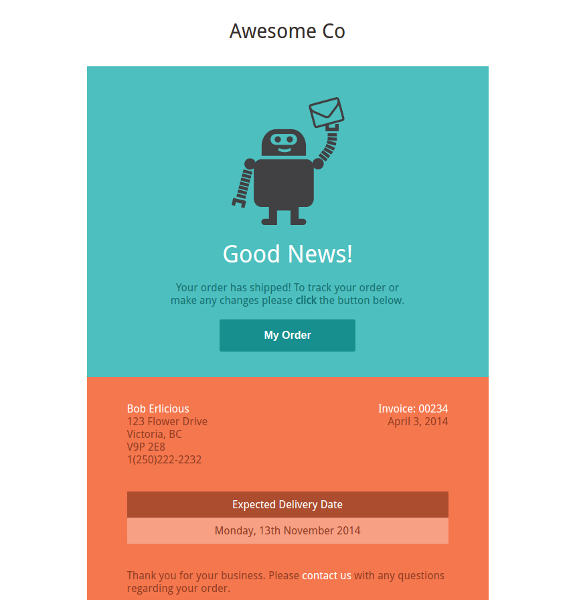 Awesome Co
Good News!
Your order has shipped! To track your order or
make any changes please click the button below.
My Order
Bob Erlicious
123 Flower Drive
Victoria, BC
V9P 2E8
1(250)222-2232
Invoice: 00234
April 3, 2014
Expected Delivery Date
Monday, 13th November 2014
Thank you for your business. Please contact us with any questions
regarding your order.